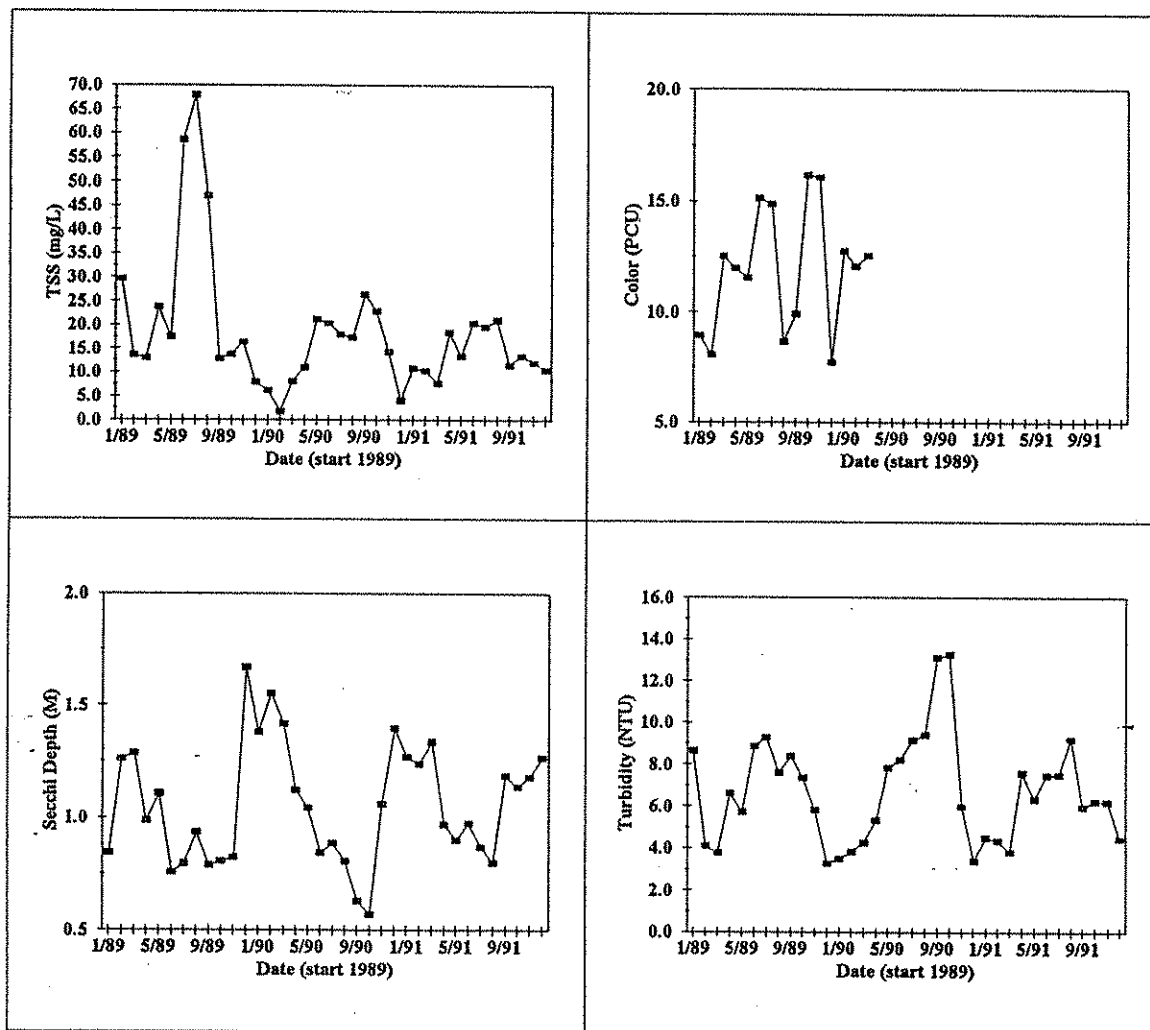 70.0
65.0
60.0
55.0
50.0
45.0
40.0
35.0
30.0
25.0
20.0
15.0
10.0
5.0
0.0
TSS (mg/L)
1/89 5/89 9/89 1/90 5/90 9/90 1/91 5/91 9/91
Date (start 1989)
20.0
15.0
10.0
5.0
Color (PCU)
1/89 5/89 9/89 1/90 5/90 9/90 1/91 5/91 9/91
Date (start 1989)
2.0
1.5
1.0
0.5
Secchi Depth (M)
1/89 5/89 9/89 1/90 5/90 9/90 1/91 5/91 9/91
Date (start 1989)
16.0
14.0
12.0
10.0
8.0
6.0
4.0
2.0
0.0
Turbidity (NTU)
1/89 5/89 9/89 1/90 5/90 9/90 1/91 5/91 9/91
Date (start 1989)